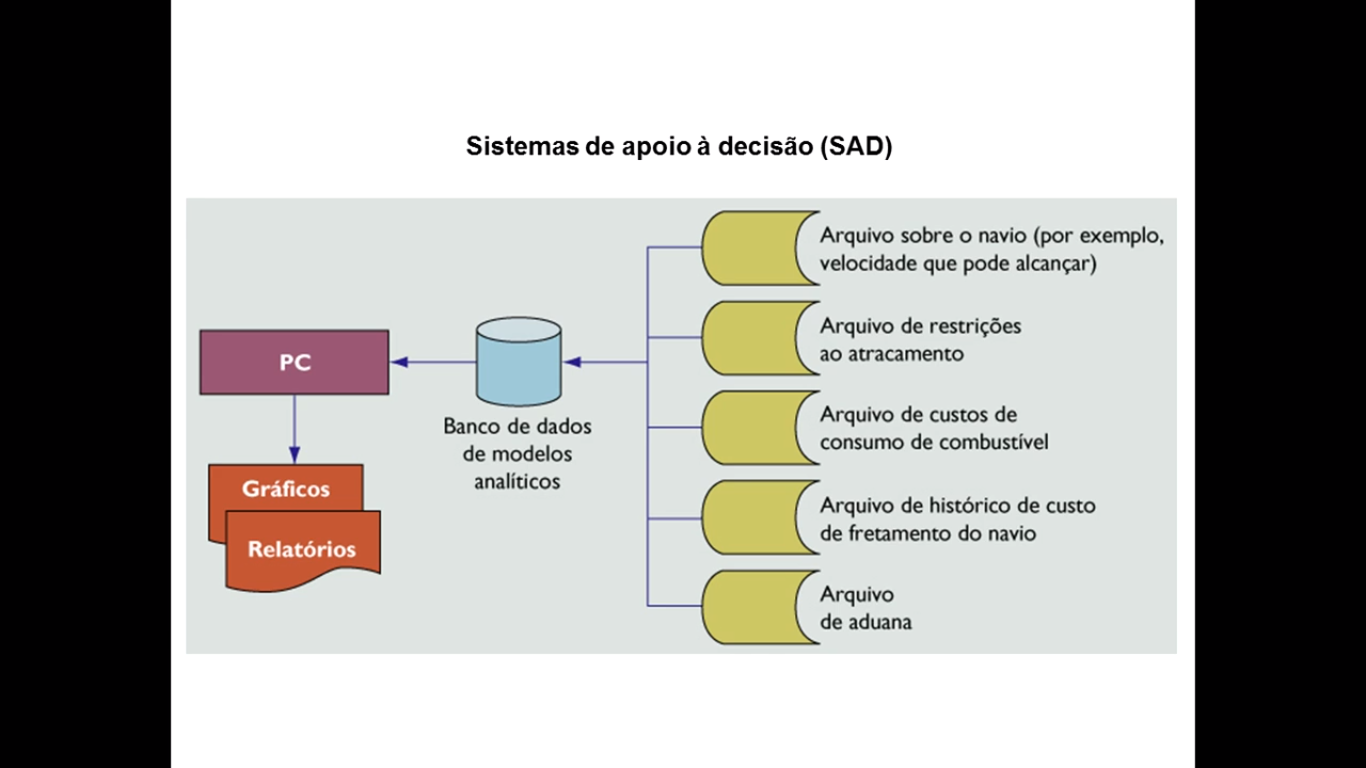 Sistemas de apoio à decisão (SAD)
PC
Gráficos
Relatórios
Banco de dados
de modelos
analíticos
Arquivo sobre o navio (por exemplo,
velocidade que pode alcançar)
Arquivo de restrições
ao atracamento
Arquivo de custos de
consumo de combustível
Arquivo de histórico de custo
de fretamento do navio
Arquivo
de aduana